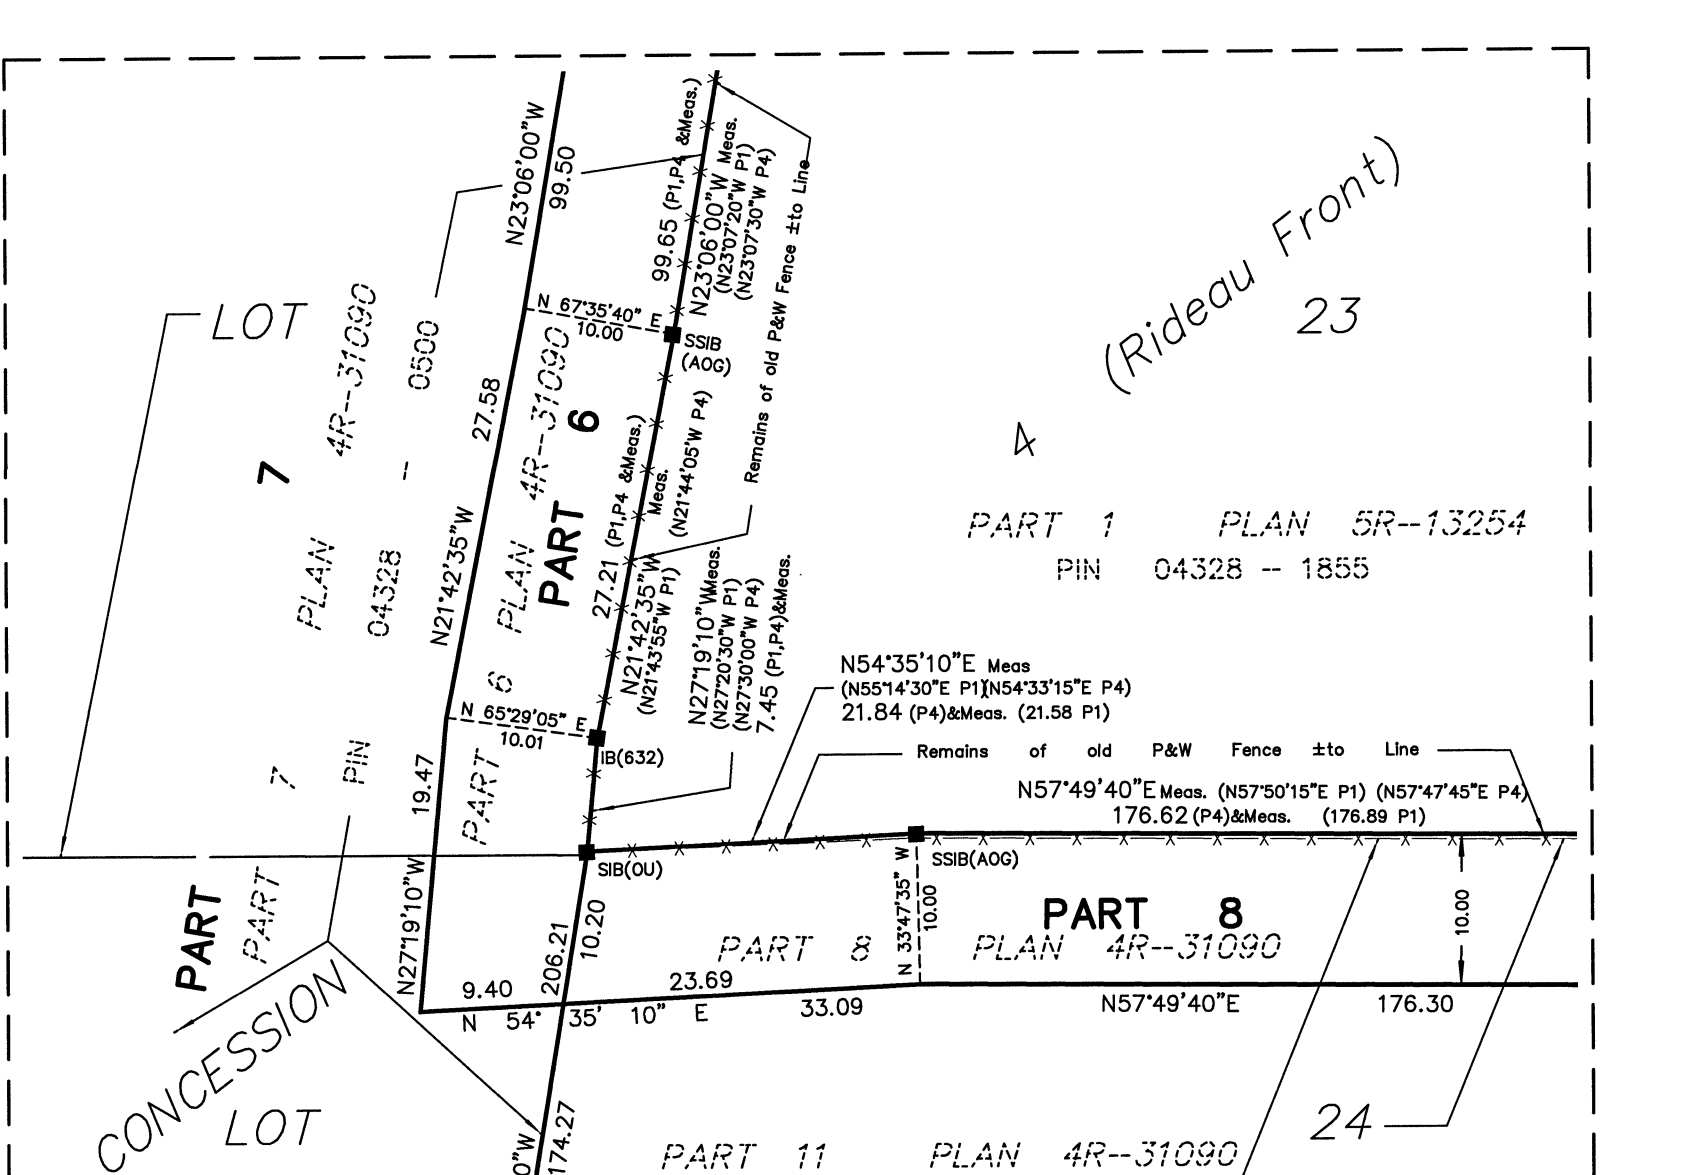 N23°06'00"W
99.50
99.65 (P1,P4 &Meas.)
N23°06'00"W Meas.
(N23°07'20"W P1)
(N23°07'30"W P4)
Remains of old P&W Fence ±to Line
(Rideau Front)
LOT
23
4
7
PLAN 4R--31090
PIN 04328 -- 0500
N 67°35'40" E
10.00
SSIB
(AOG)
PART 6
PART 6 PLAN 4R--31090
27.58
N21°42'35"W
27.21 (P1,P4 &Meas.)
N21°42'35"W Meas.
(N21°43'55"W P1)
(N21°44'05"W P4)
PART 1 PLAN 5R--13254
PIN 04328 -- 1855
N27°19'10"W Meas.
(N27°20'30"W P1)
(N27°30'00"W P4)
7.45 (P1,P4)&Meas.
N 65°29'05" E
10.01
IB(632)
N54°35'10"E Meas
(N55°14'30"E P1)(N54°33'15"E P4)
21.84 (P4)&Meas. (21.58 P1)
Remains of old P&W Fence ±to Line
N57°49'40"E Meas. (N57°50'15"E P1) (N57°47'45"E P4)
176.62 (P4)&Meas. (176.89 P1)
19.47
N27°19'10"W
SIB(OU)
SSIB(AOG)
PART
PART 7
N 33°47'35" W
10.00
PART 8
10.00
PART 8 PLAN 4R--31090
206.21
10.20
9.40
23.69
N 54° 35' 10" E
33.09
N57°49'40"E
176.30
CONCESSION
LOT
24
0"W
174.27
PART 11 PLAN 4R--31090